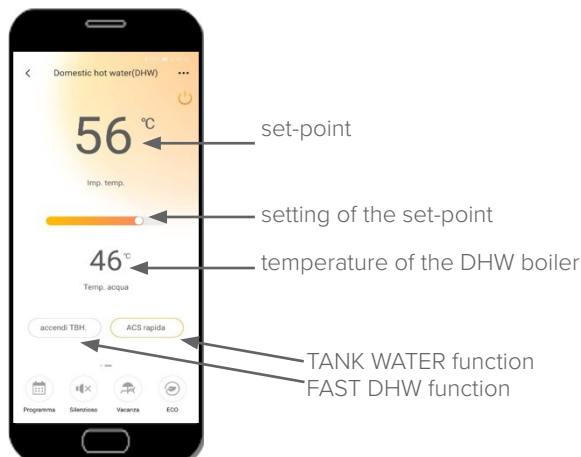 Domestic hot water(DHW)
56 °C
set-point
Imp. temp.
setting of the set-point
46 °C
temperature of the DHW boiler
Temp. acqua
accendi TBH.
ACS rapida
TANK WATER function
FAST DHW function
Programma
Silenzioso
Vacanza
ECO